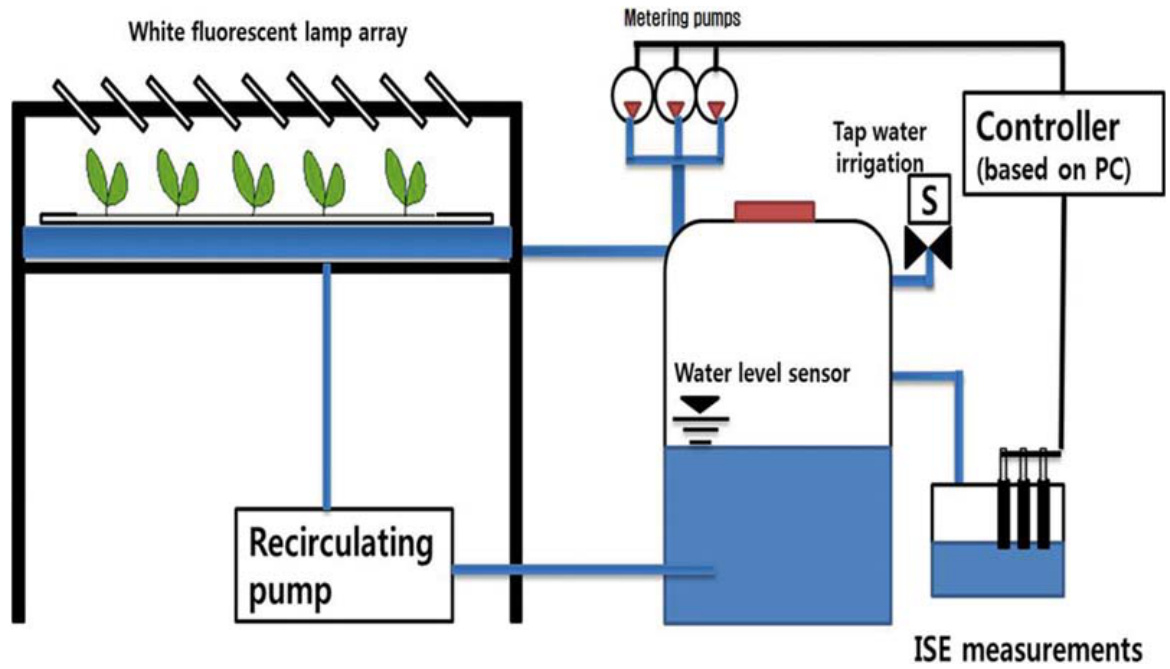 White fluorescent lamp array
Metering pumps
Tap water
irrigation
S
Controller
(based on PC)
Water level sensor
Recirculating
pump
ISE measurements